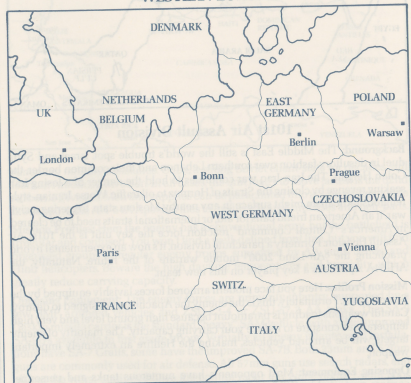 DENMARK
NETHERLANDS
BELGIUM
UK
London
EAST
GERMANY
Berlin
POLAND
Warsaw
Bonn
Prague
CZECHOSLOVAKIA
WEST GERMANY
Vienna
AUSTRIA
Paris
SWITZ.
FRANCE
YUGOSLAVIA
ITALY